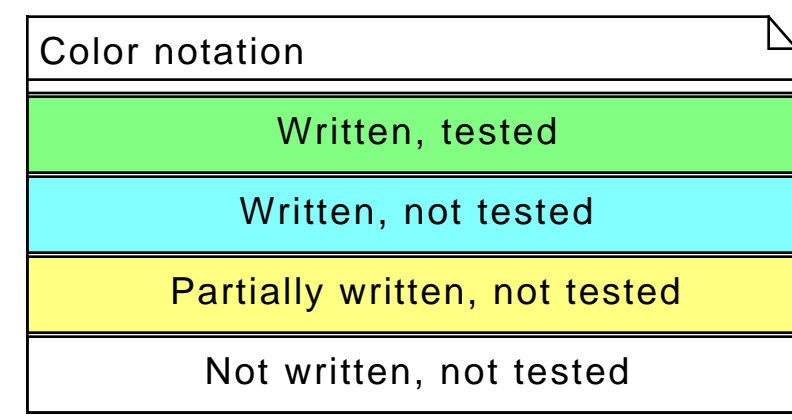 Color notation
Written, tested
Written, not tested
Partially written, not tested
Not written, not tested